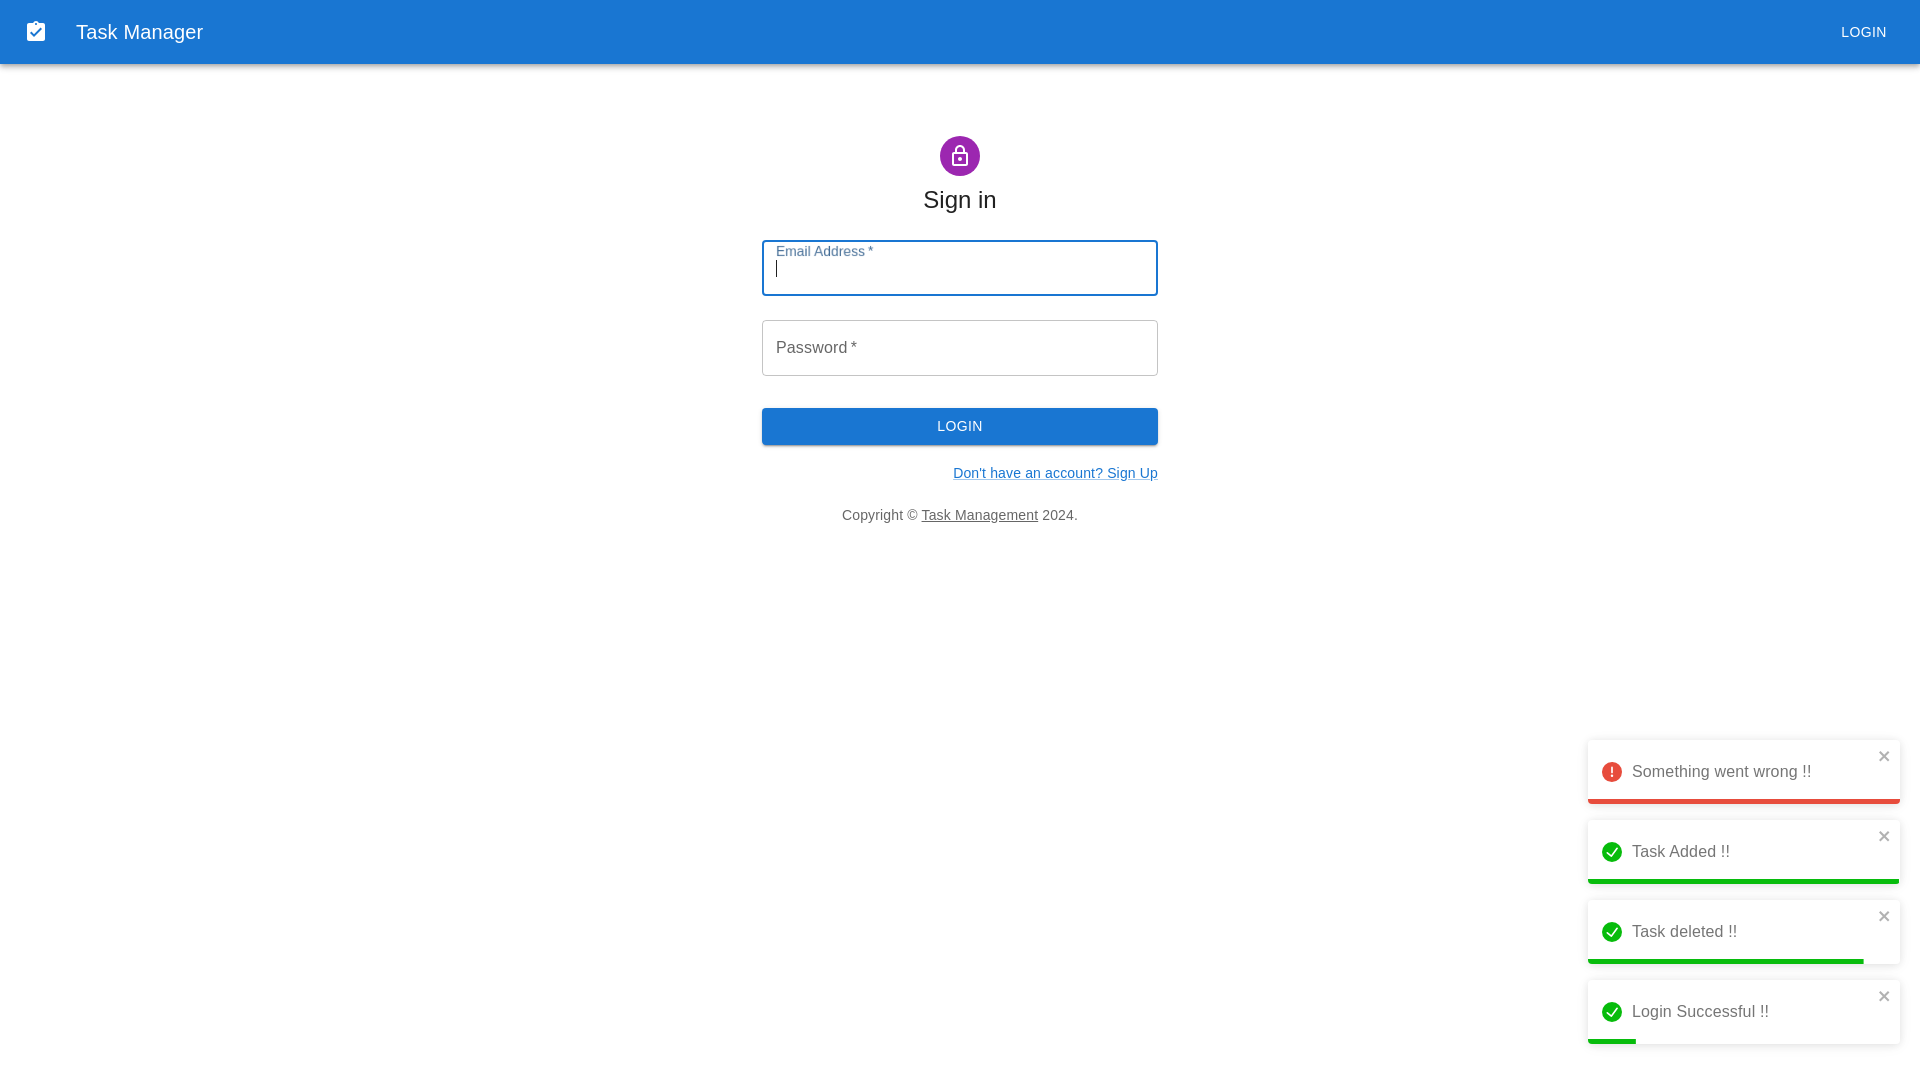 Task Manager
LOGIN
Sign in
Email Address *
Password *
LOGIN
Don't have an account? Sign Up
Copyright © Task Management 2024.
Something went wrong !!
Task Added !!
Task deleted !!
Login Successful !!